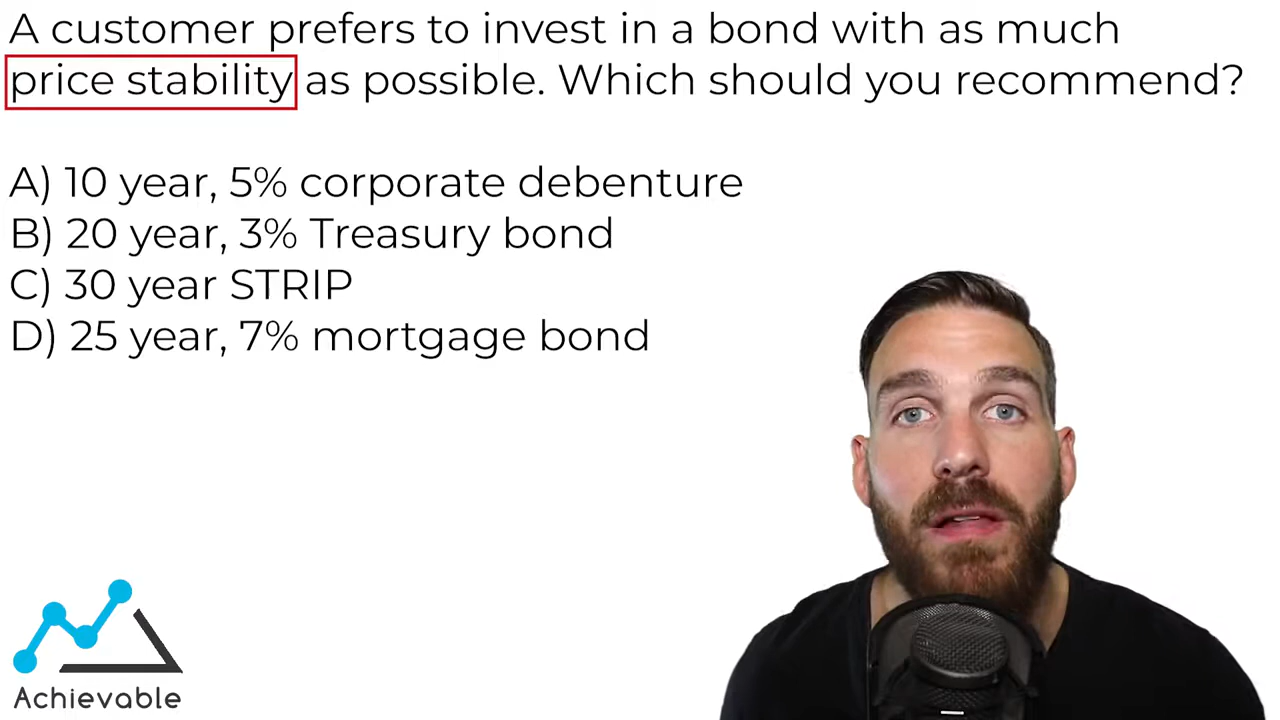 A customer prefers to invest in a bond with as much
price stability as possible. Which should you recommend?
A) 10 year, 5% corporate debenture
B) 20 year, 3% Treasury bond
C) 30 year STRIP
D) 25 year, 7% mortgage bond
Achievable